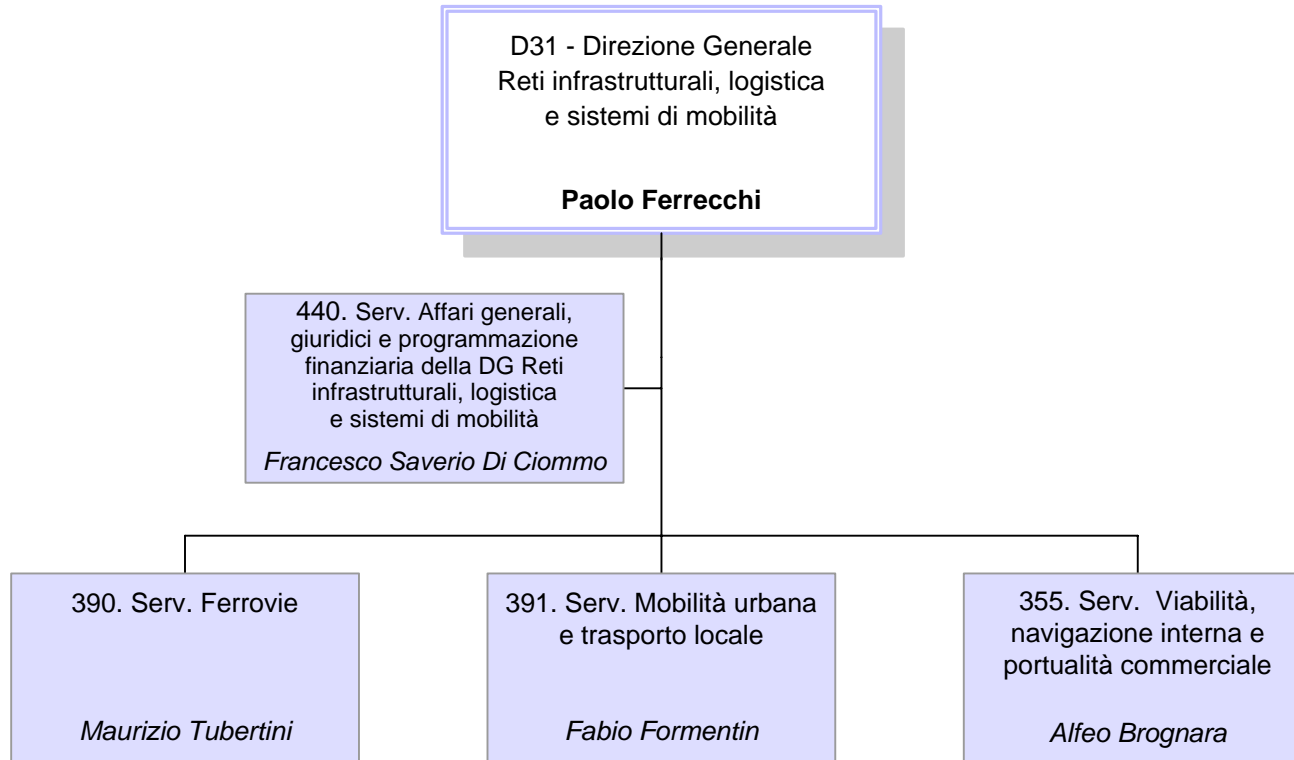 D31 - Direzione Generale
Reti infrastrutturali, logistica
e sistemi di mobilità
Paolo Ferrecchi
440. Serv. Affari generali,
giuridici e programmazione
finanziaria della DG Reti
infrastrutturali, logistica
e sistemi di mobilità
Francesco Saverio Di Ciommo
390. Serv. Ferrovie
Maurizio Tubertini
391. Serv. Mobilità urbana
e trasporto locale
Fabio Formentin
355. Serv. Viabilità,
navigazione interna e
portualità commerciale
Alfeo Brognara